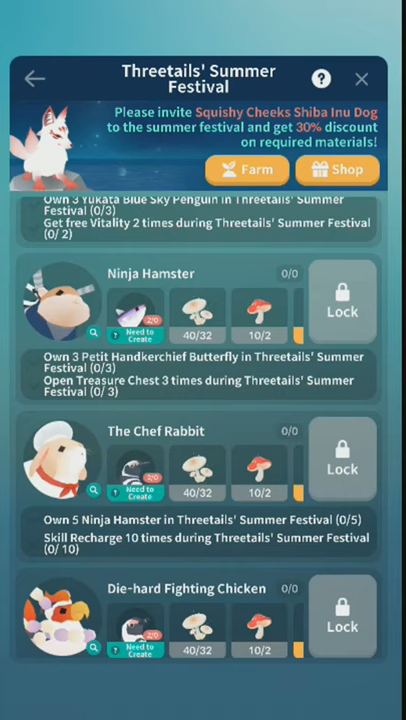 Threetails' Summer
Festival
?
Please invite Squishy Cheeks Shiba Inu Dog
to the summer festival and get 30% discount
on required materials!
Farm
Shop
Own 3 Yukata Blue Sky Penguin in Threetails' Summer
Festival (0/3)
Get free Vitality 2 times during Threetails' Summer Festival
(0/ 2)
Ninja Hamster
0/0
2/0
? Need to
Create
40/32
10/2
Lock
Own 3 Petit Handkerchief Butterfly in Threetails' Summer
Festival (0/3)
Open Treasure Chest 3 times during Threetails' Summer
Festival (0/ 3)
The Chef Rabbit
0/0
2/0
? Need to
Create
40/32
10/2
Lock
Own 5 Ninja Hamster in Threetails' Summer Festival (0/5)
Skill Recharge 10 times during Threetails' Summer Festival
(0/ 10)
Die-hard Fighting Chicken
0/0
2/0
? Need to
Create
40/32
10/2
Lock